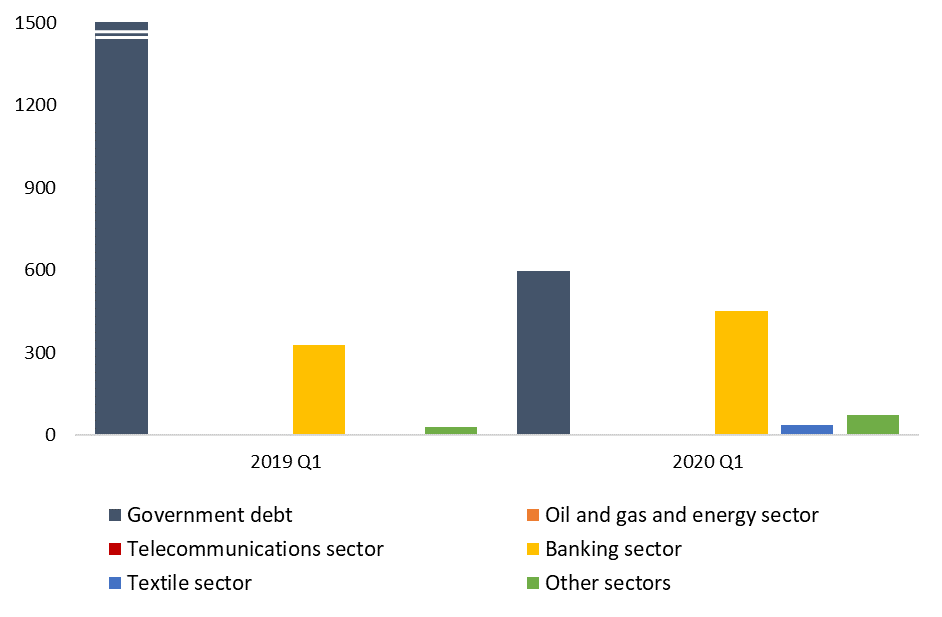 1500
1200
900
600
300
0
2019 Q1 2020 Q1
Government debt Oil and gas and energy sector
Telecommunications sector Banking sector
Textile sector Other sectors